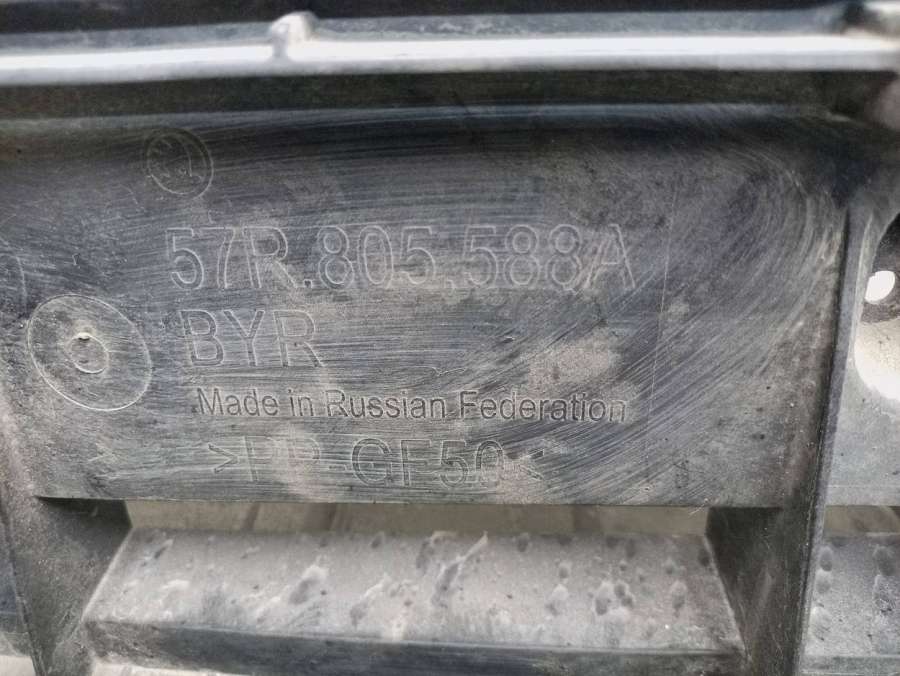 57R.805.588A
BYR
Made in Russian Federation
>PP-GF50<